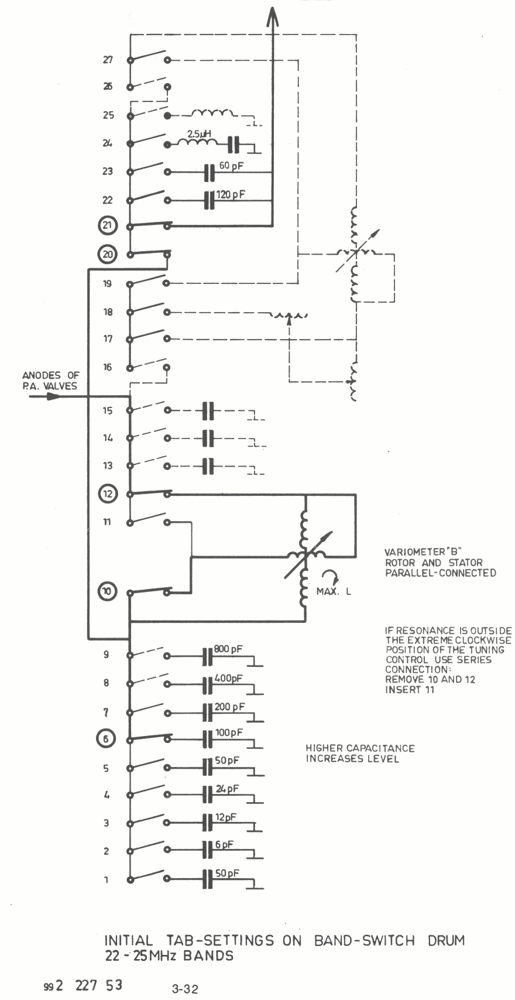 27
26
25
24
2.5µH
23
60 pF
22
120 pF
21
20
19
18
17
16
ANODES OF
P.A. VALVES
15
14
13
12
11
VARIOMETER "B"
ROTOR AND STATOR
PARALLEL-CONNECTED
10
MAX. L
IF RESONANCE IS OUTSIDE
THE EXTREME CLOCKWISE
POSITION OF THE TUNING
CONTROL USE SERIES
CONNECTION:
REMOVE 10 AND 12
INSERT 11
9
800 pF
8
400pF
7
200 pF
6
100pF
HIGHER CAPACITANCE
INCREASES LEVEL
5
50pF
4
24pF
3
12pF
2
6pF
1
50pF
INITIAL TAB-SETTINGS ON BAND-SWITCH DRUM
22-25MHz BANDS
992 227 53
3-32